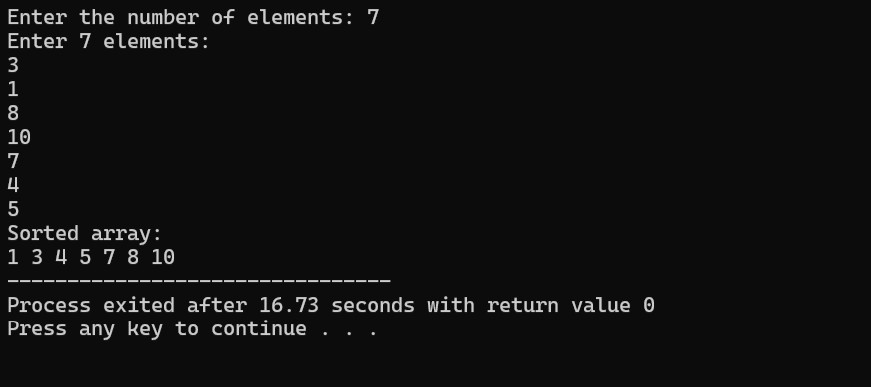 Enter the number of elements: 7
Enter 7 elements:
3
1
8
10
7
4
5
Sorted array:
1 3 4 5 7 8 10
--------------------------------
Process exited after 16.73 seconds with return value 0
Press any key to continue . . .